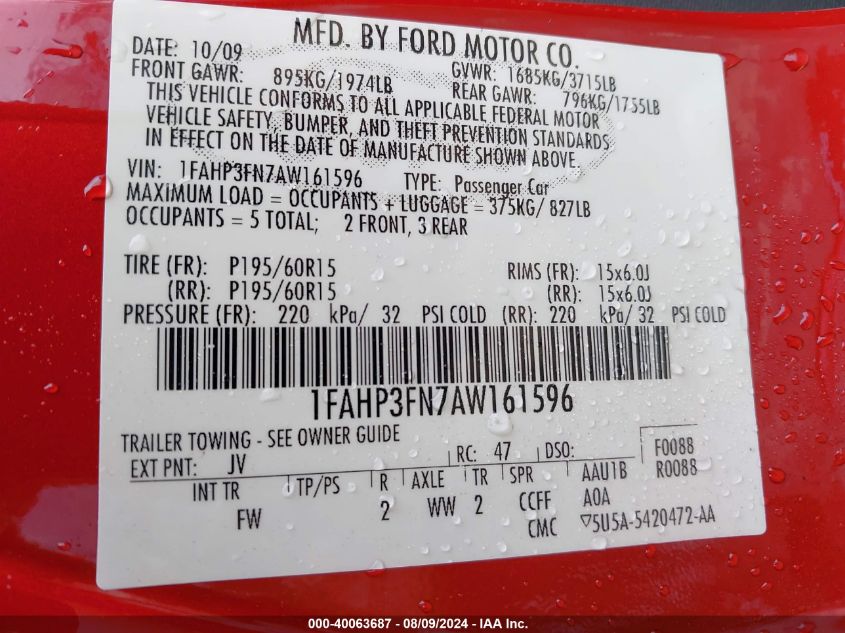 MFD. BY FORD MOTOR CO.
DATE: 10/09 GVWR: 1685KG/3715LB
FRONT GAWR: 895KG/1974LB REAR GAWR: 796KG/1755LB
THIS VEHICLE CONFORMS TO ALL APPLICABLE FEDERAL MOTOR
VEHICLE SAFETY, BUMPER, AND THEFT PREVENTION STANDARDS
IN EFFECT ON THE DATE OF MANUFACTURE SHOWN ABOVE.
VIN: 1FAHP3FN7AW161596 TYPE: Passenger Car
MAXIMUM LOAD = OCCUPANTS + LUGGAGE = 375KG/ 827LB
OCCUPANTS = 5 TOTAL; 2 FRONT, 3 REAR
TIRE (FR): P195/60R15 RIMS (FR): 15x6.0J
(RR): P195/60R15 (RR): 15x6.0J
PRESSURE (FR): 220 kPa/ 32 PSI COLD (RR): 220 kPa/ 32 PSI COLD
1FAHP3FN7AW161596
TRAILER TOWING - SEE OWNER GUIDE
EXT PNT: JV RC: 47 DSO: F0088
R0088
INT TR TP/PS R AXLE TR SPR AAU1B
FW 2 WW 2 CCFF A0A
CMC ▽5U5A-5420472-AA
000-40063687 - 08/09/2024 - IAA Inc.